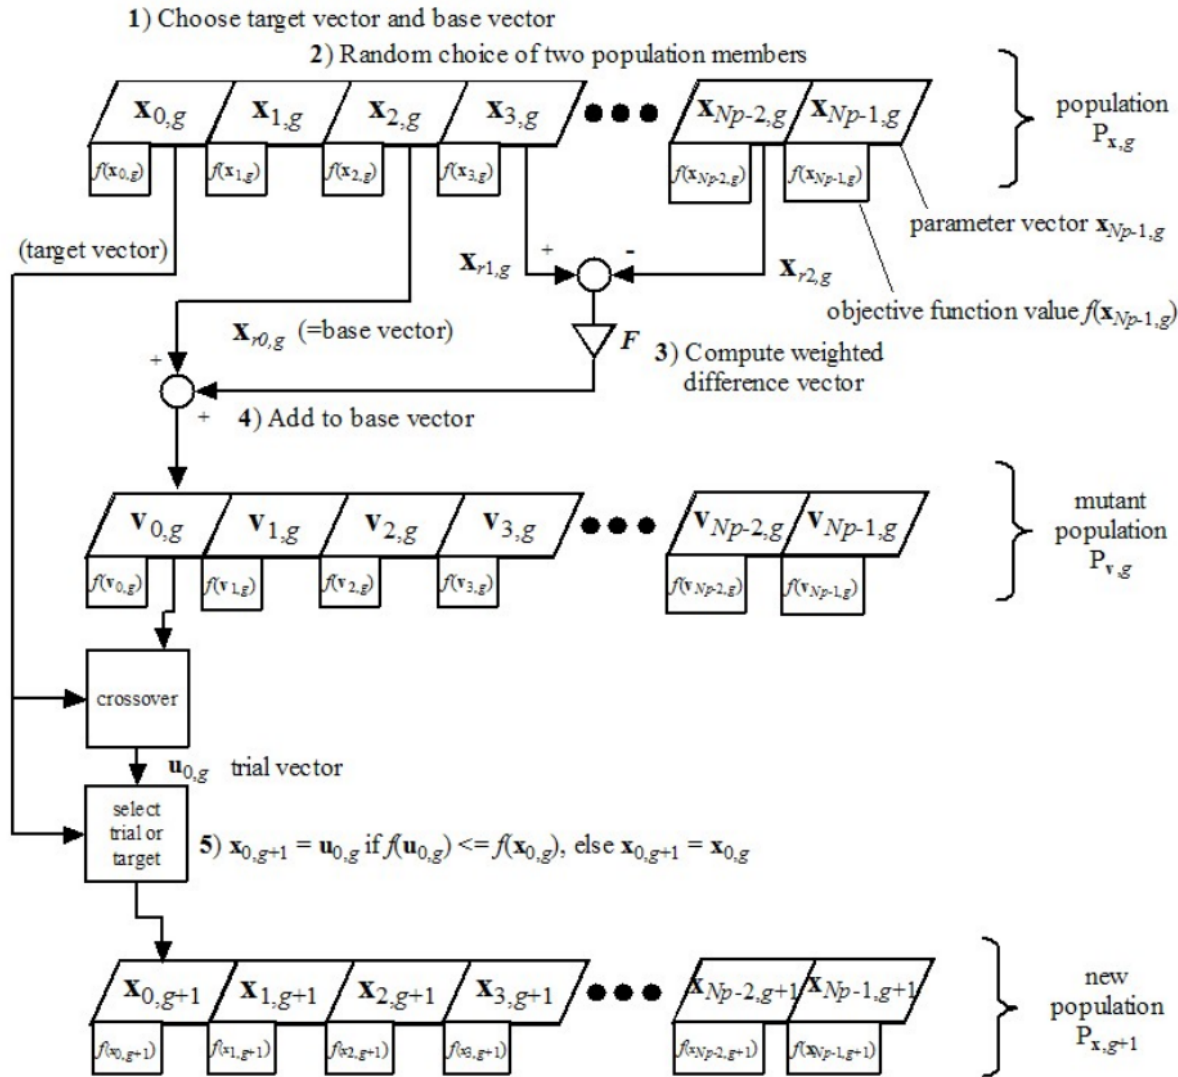 1) Choose target vector and base vector
2) Random choice of two population members
x0,g x1,g x2,g x3,g ●●● xNp-2,g xNp-1,g
population
Px,g
f(x0,g) f(x1,g) f(x2,g) f(x3,g) f(xNp-2,g) f(xNp-1,g)
parameter vector xNp-1,g
(target vector)
xr1,g + - xr2,g
objective function value f(xNp-1,g)
xr0,g (=base vector)
F
3) Compute weighted
difference vector
+
+
4) Add to base vector
v0,g v1,g v2,g v3,g ●●● vNp-2,g vNp-1,g
mutant
population
Pv,g
f(v0,g) f(v1,g) f(v2,g) f(v3,g) f(vNp-2,g) f(vNp-1,g)
crossover
u0,g trial vector
select
trial or
target
5) x0,g+1 = u0,g if f(u0,g) <= f(x0,g), else x0,g+1 = x0,g
x0,g+1 x1,g+1 x2,g+1 x3,g+1 ●●● xNp-2,g+1 xNp-1,g+1
new
population
Px,g+1
f(x0,g+1) f(x1,g+1) f(x2,g+1) f(x3,g+1) f(xNp-2,g+1) f(xNp-1,g+1)